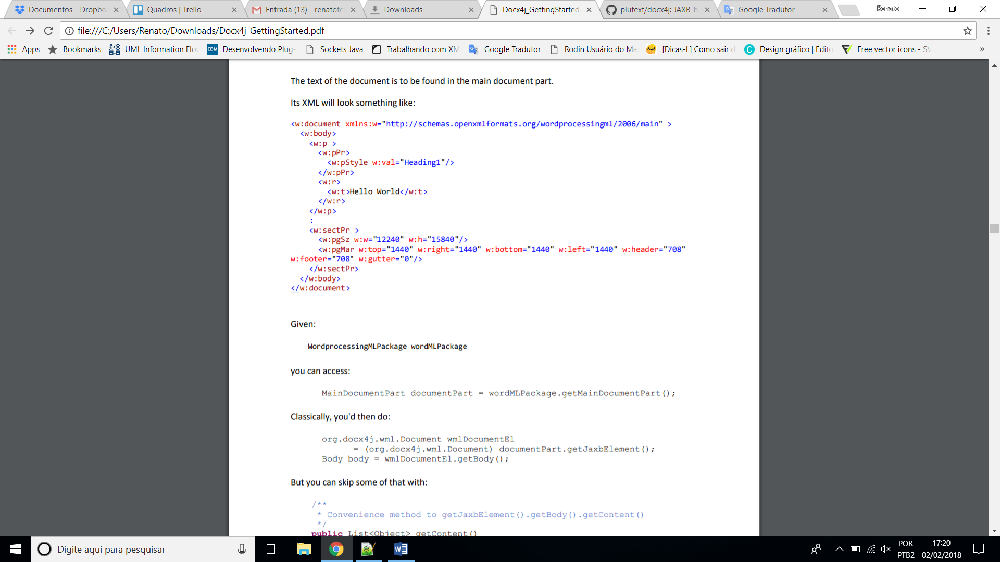 Documentos - Dropbo
Quadros | Trello
Entrada (13) - renatofe
Downloads
Docx4j_GettingStarted.
plutext/docx4j: JAXB-b
Google Tradutor
Renato
file:///C:/Users/Renato/Downloads/Docx4j_GettingStarted.pdf
Apps
Bookmarks
UML Information Flow
IBM
Desenvolvendo Plug-
Sockets Java
Trabalhando com XM
Google Tradutor
Rodin Usuário do Ma
[Dicas-L] Como sair d
Design gráfico | Edito
Free vector icons - SV
»
The text of the document is to be found in the main document part.
Its XML will look something like:
<w:document xmlns:w="http://schemas.openxmlformats.org/wordprocessingml/2006/main" >
<w:body>
<w:p >
<w:pPr>
<w:pStyle w:val="Heading1"/>
</w:pPr>
<w:r>
<w:t>Hello World</w:t>
</w:r>
</w:p>
:
<w:sectPr >
<w:pgSz w:w="12240" w:h="15840"/>
<w:pgMar w:top="1440" w:right="1440" w:bottom="1440" w:left="1440" w:header="708"
w:footer="708" w:gutter="0"/>
</w:sectPr>
</w:body>
</w:document>
Given:
WordprocessingMLPackage wordMLPackage
you can access:
MainDocumentPart documentPart = wordMLPackage.getMainDocumentPart();
Classically, you'd then do:
org.docx4j.wml.Document wmlDocumentEl
= (org.docx4j.wml.Document) documentPart.getJaxbElement();
Body body = wmlDocumentEl.getBody();
But you can skip some of that with:
/**
* Convenience method to getJaxbElement().getBody().getContent()
*/
public List<Object> getContent()
Digite aqui para pesquisar
POR
PTB2
17:20
02/02/2018